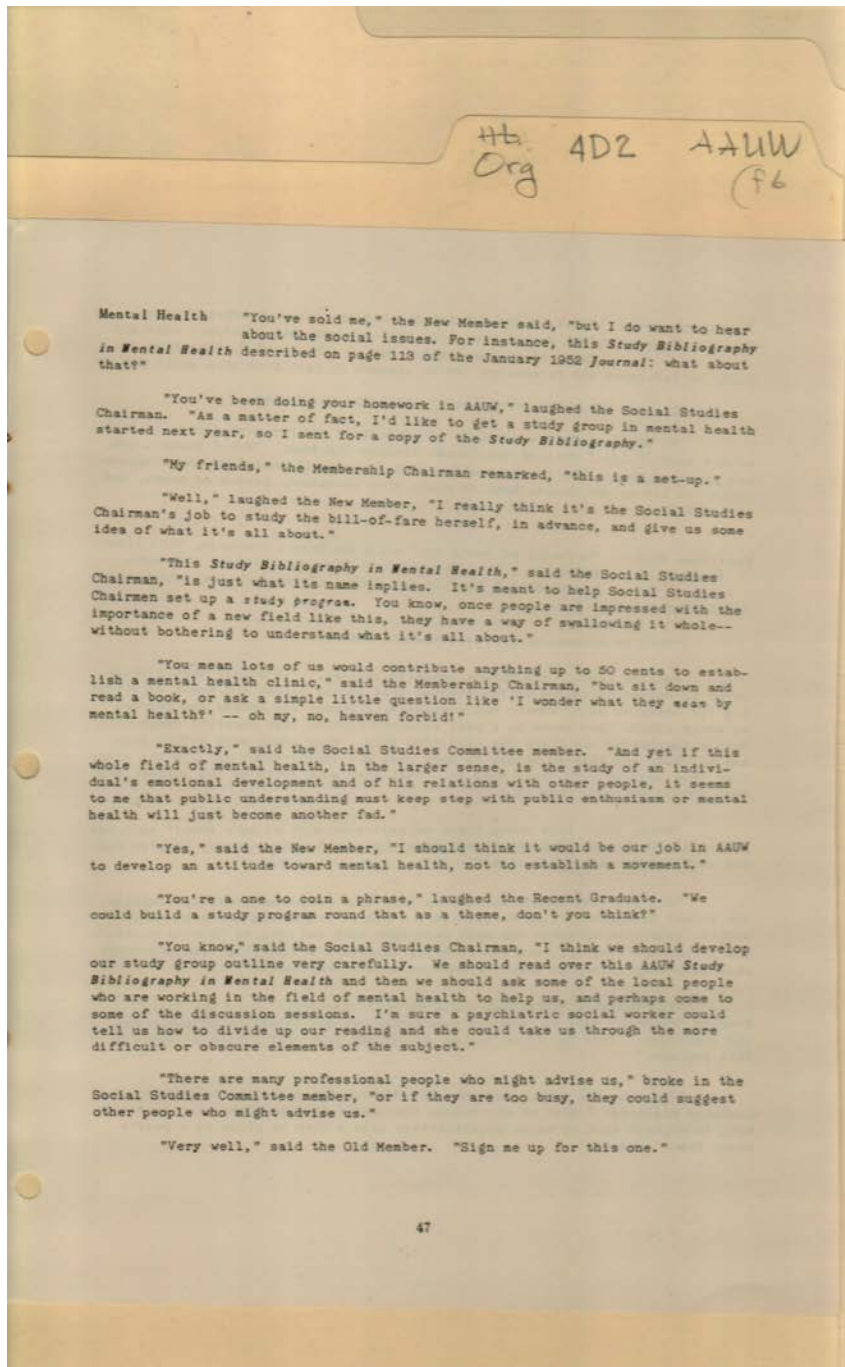 Hb. 4D2 AAUW
Org (f6
Mental Health "You've sold me," the New Member said, "but I do want to hear
about the social issues. For instance, this Study Bibliography
in Mental Health described on page 113 of the January 1952 Journal: what about
that?"
"You've been doing your homework in AAUW," laughed the Social Studies
Chairman. "As a matter of fact, I'd like to get a study group in mental health
started next year, so I sent for a copy of the Study Bibliography."
"My friends," the Membership Chairman remarked, "this is a set-up."
"Well," laughed the New Member, "I really think it's the Social Studies
Chairman's job to study the bill-of-fare herself, in advance, and give us some
idea of what it's all about."
"This Study Bibliography in Mental Health," said the Social Studies
Chairman, "is just what its name implies. It's meant to help Social Studies
Chairmen set up a study program. You know, once people are impressed with the
importance of a new field like this, they have a way of swallowing it whole--
without bothering to understand what it's all about."
"You mean lots of us would contribute anything up to 50 cents to estab-
lish a mental health clinic," said the Membership Chairman, "but sit down and
read a book, or ask a simple little question like 'I wonder what they mean by
mental health?' -- oh my, no, heaven forbid!"
"Exactly," said the Social Studies Committee member. "And yet if this
whole field of mental health, in the larger sense, is the study of an indivi-
dual's emotional development and of his relations with other people, it seems
to me that public understanding must keep step with public enthusiasm or mental
health will just become another fad."
"Yes," said the New Member, "I should think it would be our job in AAUW
to develop an attitude toward mental health, not to establish a movement."
"You're a one to coin a phrase," laughed the Recent Graduate. "We
could build a study program round that as a theme, don't you think?"
"You know," said the Social Studies Chairman, "I think we should develop
our study group outline very carefully. We should read over this AAUW Study
Bibliography in Mental Health and then we should ask some of the local people
who are working in the field of mental health to help us, and perhaps come to
some of the discussion sessions. I'm sure a psychiatric social worker could
tell us how to divide up our reading and she could take us through the more
difficult or obscure elements of the subject."
"There are many professional people who might advise us," broke in the
Social Studies Committee member, "or if they are too busy, they could suggest
other people who might advise us."
"Very well," said the Old Member. "Sign me up for this one."
47